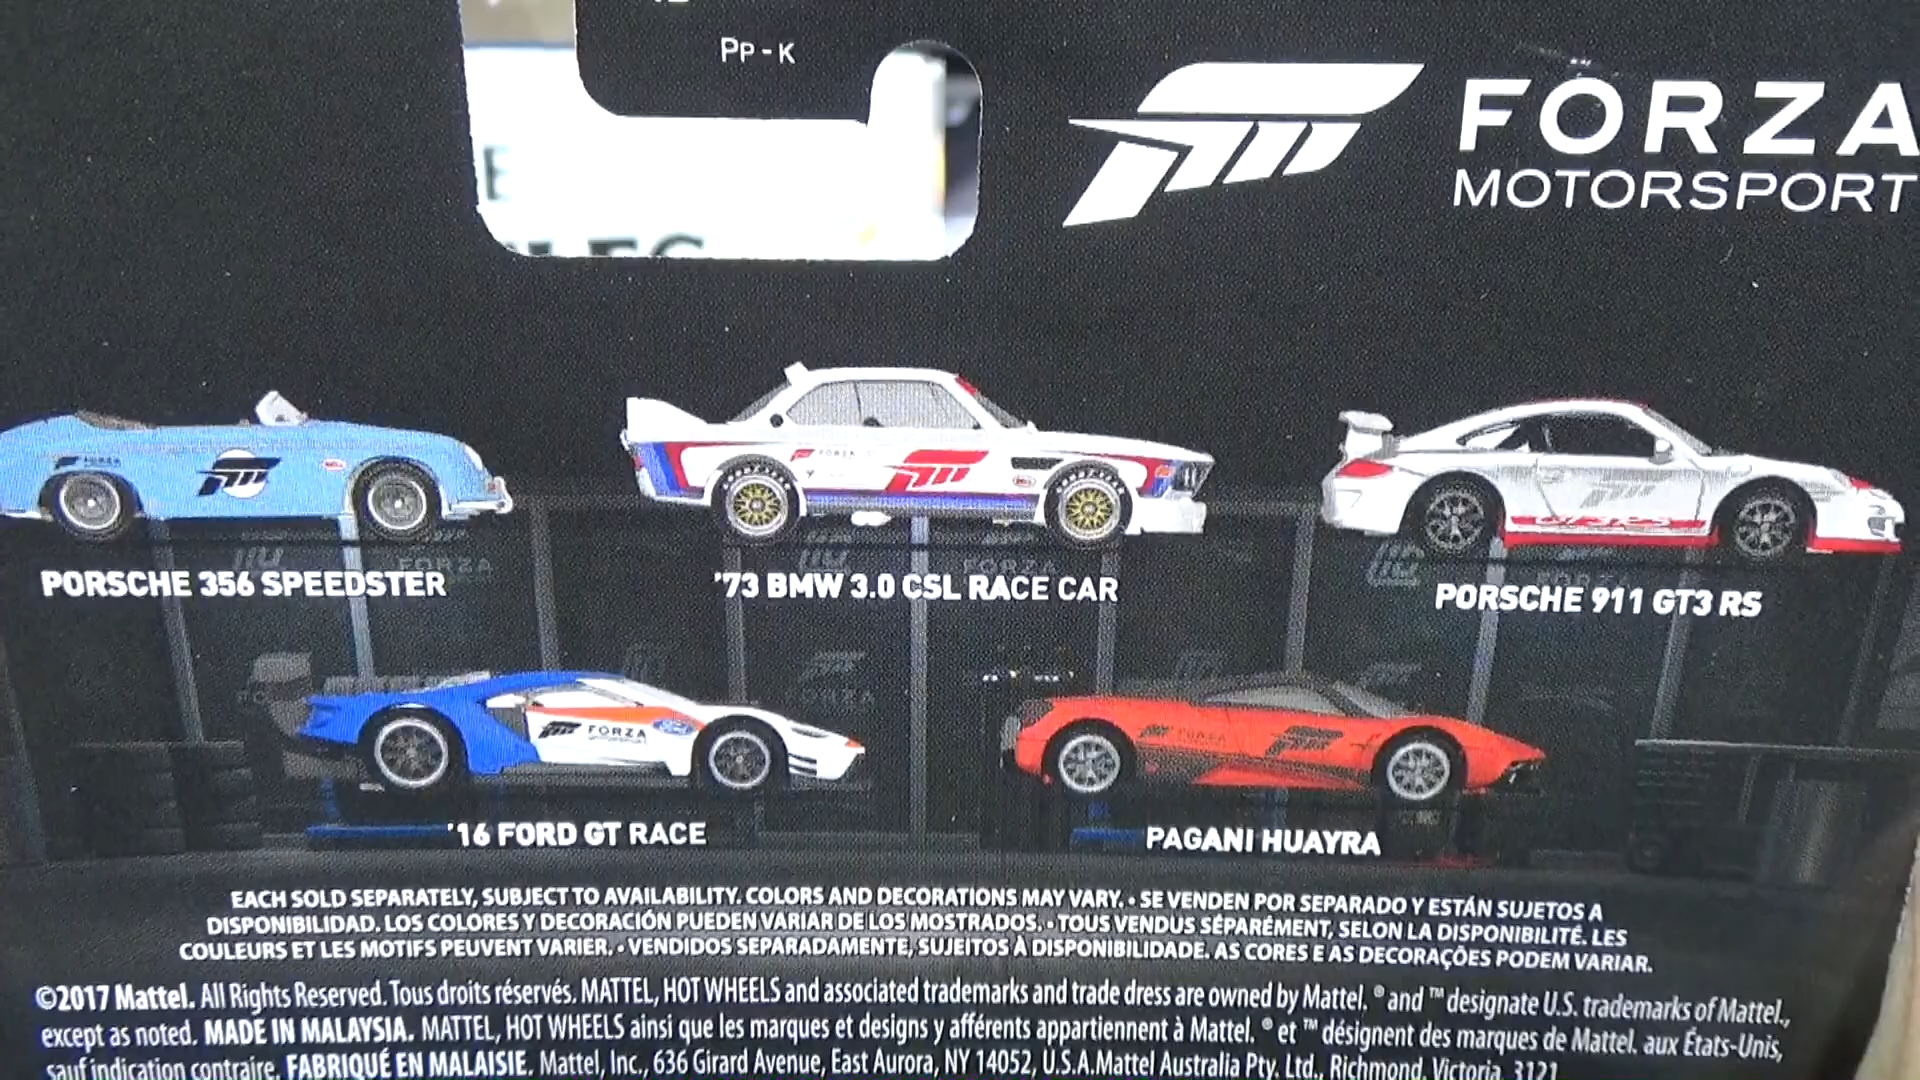 Pp - K
FORZA
MOTORSPORT
PORSCHE 356 SPEEDSTER
'73 BMW 3.0 CSL RACE CAR
PORSCHE 911 GT3 RS
FORZA
MOTORSPORT
Ford
'16 FORD GT RACE
PAGANI HUAYRA
EACH SOLD SEPARATELY, SUBJECT TO AVAILABILITY. COLORS AND DECORATIONS MAY VARY. • SE VENDEN POR SEPARADO Y ESTÁN SUJETOS A
DISPONIBILIDAD. LOS COLORES Y DECORACIÓN PUEDEN VARIAR DE LOS MOSTRADOS. • TOUS VENDUS SÉPARÉMENT, SELON LA DISPONIBILITÉ. LES
COULEURS ET LES MOTIFS PEUVENT VARIER. • VENDIDOS SEPARADAMENTE, SUJEITOS À DISPONIBILIDADE. AS CORES E AS DECORAÇÕES PODEM VARIAR.
©2017 Mattel. All Rights Reserved. Tous droits réservés. MATTEL, HOT WHEELS and associated trademarks and trade dress are owned by Mattel. ® and ™ designate U.S. trademarks of Mattel.,
except as noted. MADE IN MALAYSIA. MATTEL, HOT WHEELS ainsi que les marques et designs y afférents appartiennent à Mattel. ® et ™ désignent des marques de Mattel. aux États-Unis,
sauf indication contraire. FABRIQUÉ EN MALAISIE. Mattel, Inc., 636 Girard Avenue, East Aurora, NY 14052, U.S.A. Mattel Australia Pty. Ltd., Richmond, Victoria. 3121